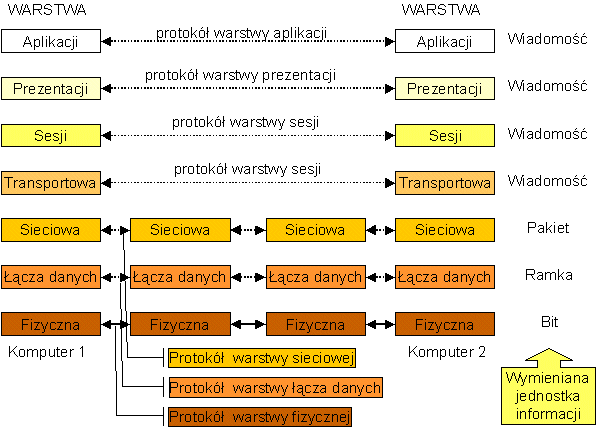 WARSTWA WARSTWA
Aplikacji protokół warstwy aplikacji Aplikacji Wiadomość
Prezentacji protokół warstwy prezentacji Prezentacji Wiadomość
Sesji protokół warstwy sesji Sesji Wiadomość
Transportowa protokół warstwy sesji Transportowa Wiadomość
Sieciowa Sieciowa Sieciowa Sieciowa Pakiet
Łącza danych Łącza danych Łącza danych Łącza danych Ramka
Fizyczna Fizyczna Fizyczna Fizyczna Bit
Komputer 1 Komputer 2
Protokół warstwy sieciowej
Protokół warstwy łącza danych
Protokół warstwy fizycznej
Wymieniana
jednostka
informacji